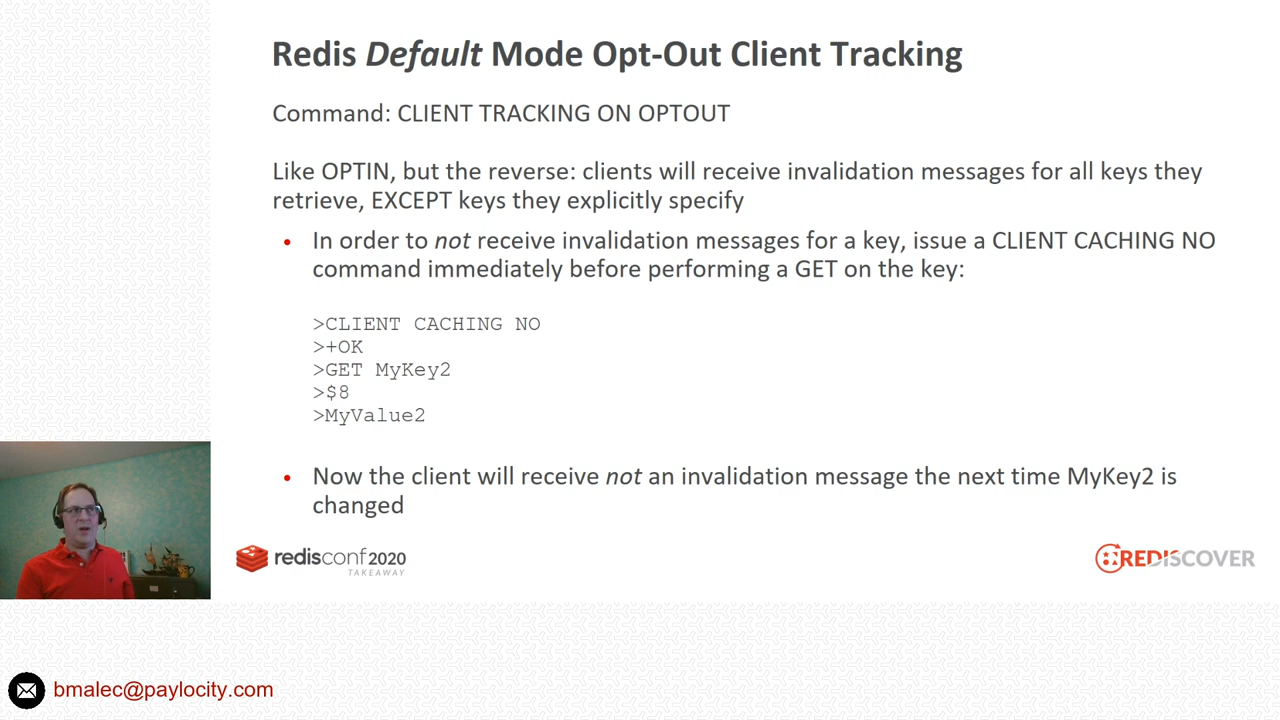 Redis Default Mode Opt-Out Client Tracking
Command: CLIENT TRACKING ON OPTOUT
Like OPTIN, but the reverse: clients will receive invalidation messages for all keys they
retrieve, EXCEPT keys they explicitly specify
• In order to not receive invalidation messages for a key, issue a CLIENT CACHING NO
command immediately before performing a GET on the key:
>CLIENT CACHING NO
>+OK
>GET MyKey2
>$8
>MyValue2
• Now the client will receive not an invalidation message the next time MyKey2 is
changed
redisconf 2020
TAKEAWAY
REDISCOVER
bmalec@paylocity.com